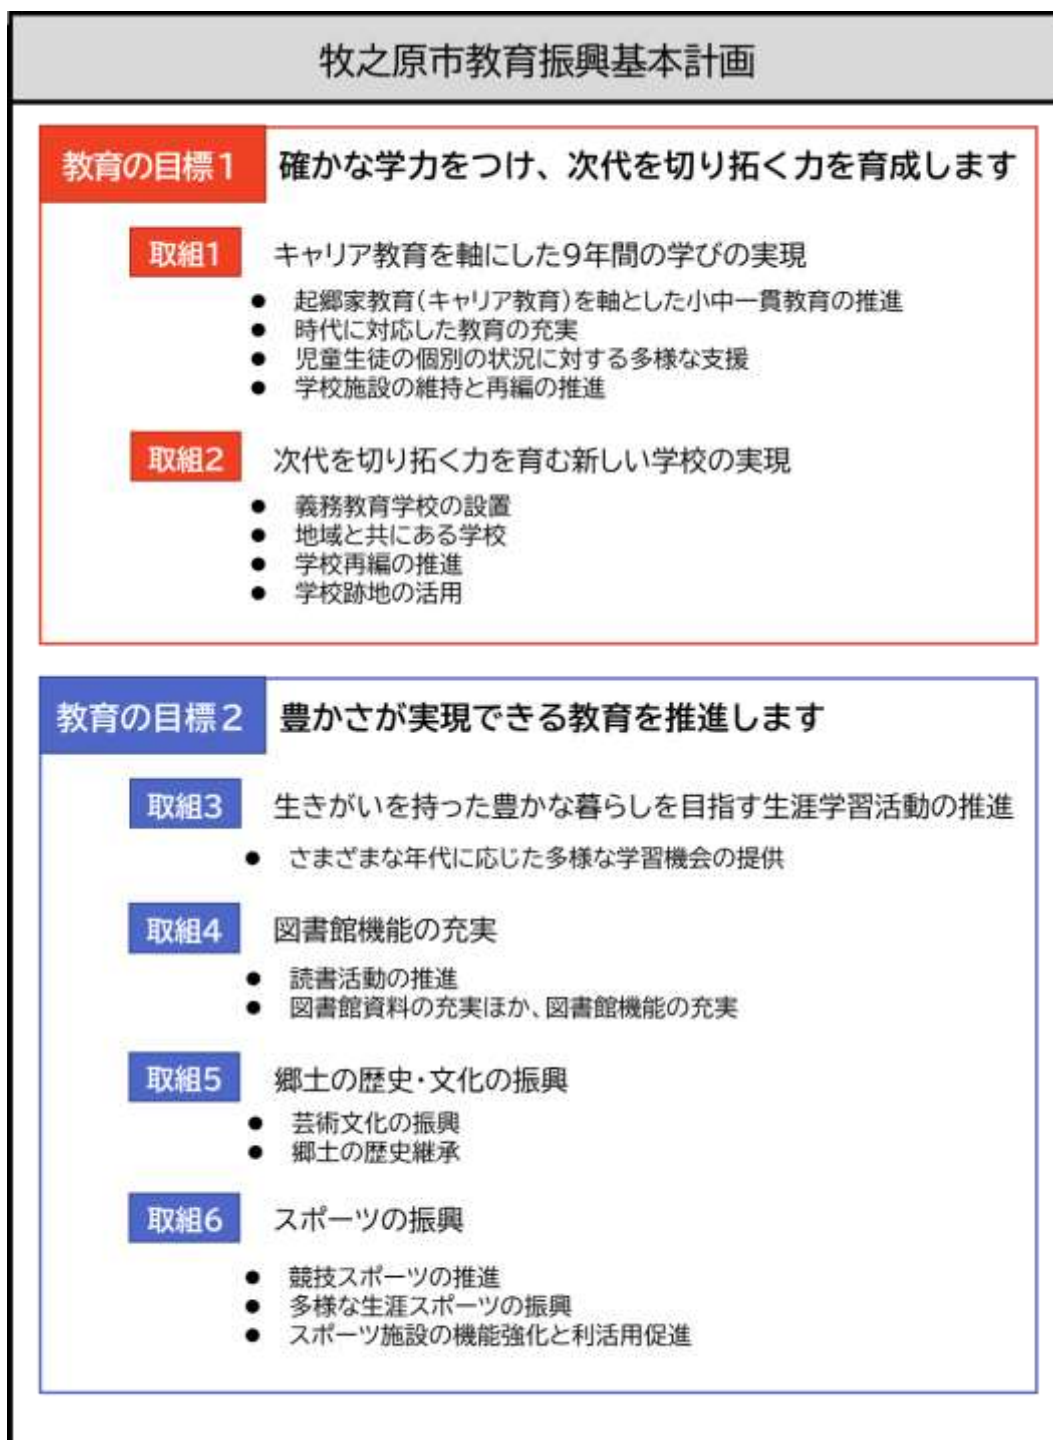 牧之原市教育振興基本計画
教育の目標1 確かな学力をつけ、次代を切り拓く力を育成します
取組1 キャリア教育を軸にした9年間の学びの実現
● 起郷家教育(キャリア教育)を軸とした小中一貫教育の推進
● 時代に対応した教育の充実
● 児童生徒の個別の状況に対する多様な支援
● 学校施設の維持と再編の推進
取組2 次代を切り拓く力を育む新しい学校の実現
● 義務教育学校の設置
● 地域と共にある学校
● 学校再編の推進
● 学校跡地の活用
教育の目標2 豊かさが実現できる教育を推進します
取組3 生きがいを持った豊かな暮らしを目指す生涯学習活動の推進
● さまざまな年代に応じた多様な学習機会の提供
取組4 図書館機能の充実
● 読書活動の推進
● 図書館資料の充実ほか、図書館機能の充実
取組5 郷土の歴史・文化の振興
● 芸術文化の振興
● 郷土の歴史継承
取組6 スポーツの振興
● 競技スポーツの推進
● 多様な生涯スポーツの振興
● スポーツ施設の機能強化と利活用促進